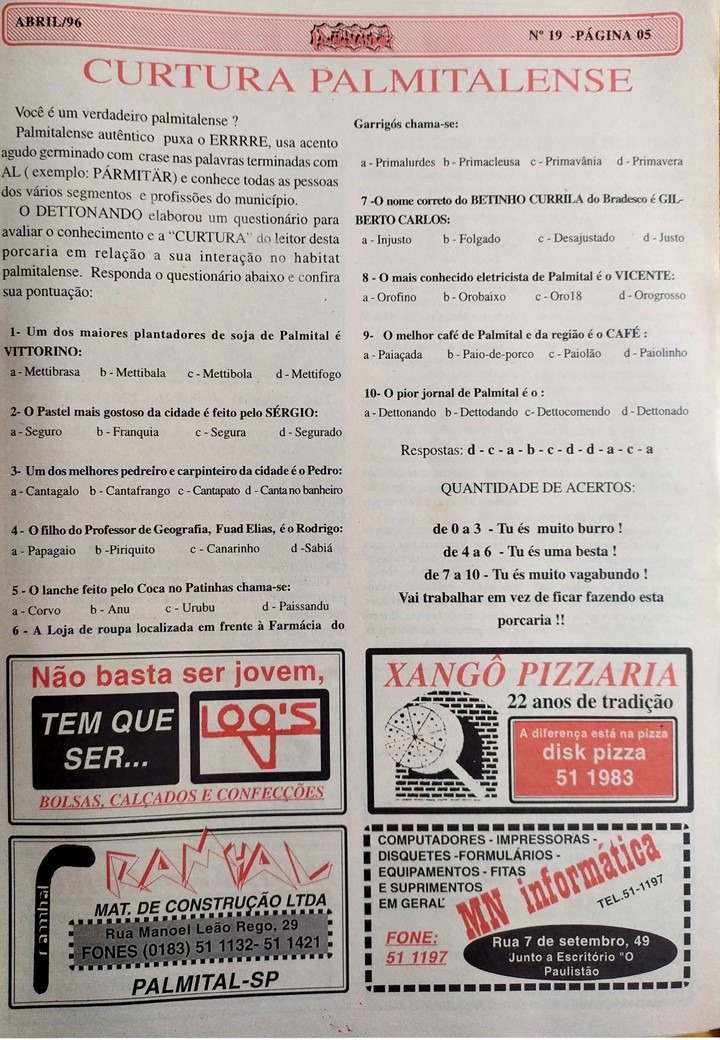 ABRIL/96
Nº 19 -PÁGINA 05
CURTURA PALMITALENSE
Você é um verdadeiro palmitalense ?
Palmitalense autêntico puxa o ERRRRE, usa acento
agudo germinado com crase nas palavras terminadas com
AL ( exemplo: PÁRMITÄR) e conhece todas as pessoas
dos vários segmentos e profissões do município.
O DETTONANDO elaborou um questionário para
avaliar o conhecimento e a “CURTURA” do leitor desta
porcaria em relação a sua interação no habitat
palmitalense. Responda o questionário abaixo e confira
sua pontuação:
1- Um dos maiores plantadores de soja de Palmital é
VITTORINO:
a - Mettibrasa b - Mettibala c - Mettibola d - Mettifogo
2- O Pastel mais gostoso da cidade é feito pelo SÉRGIO:
a - Seguro b - Franquia c - Segura d - Segurado
3- Um dos melhores pedreiro e carpinteiro da cidade é o Pedro:
a - Cantagalo b - Cantafrango c - Cantapato d - Canta no banheiro
4 - O filho do Professor de Geografia, Fuad Elias, é o Rodrigo:
a - Papagaio b -Piriquito c - Canarinho d -Sabiá
5 - O lanche feito pelo Coca no Patinhas chama-se:
a - Corvo b - Anu c - Urubu d - Paissandu
6 - A Loja de roupa localizada em frente à Farmácia do
Garrigós chama-se:
a - Primalurdes b - Primacleusa c - Primavânia d - Primavera
7 -O nome correto do BETINHO CURRILA do Bradesco é GIL-
BERTO CARLOS:
a - Injusto b - Folgado c - Desajustado d - Justo
8 - O mais conhecido eletricista de Palmital é o VICENTE:
a - Orofino b - Orobaixo c - Oro18 d - Orogrosso
9- O melhor café de Palmital e da região é o CAFÉ :
a - Paiaçada b - Paio-de-porco c - Paiolão d - Paiolinho
10- O pior jornal de Palmital é o :
a - Dettonando b - Dettodando c- Dettocomendo d - Dettonado
Respostas: d - c - a - b - c - d - d - a - c - a
QUANTIDADE DE ACERTOS:
de 0 a 3 - Tu és muito burro !
de 4 a 6 - Tu és uma besta !
de 7 a 10 - Tu és muito vagabundo !
Vai trabalhar em vez de ficar fazendo esta
porcaria !!
Não basta ser jovem,
TEM QUE
SER...
LOG'S
BOLSAS, CALÇADOS E CONFECÇÕES
XANGÔ PIZZARIA
22 anos de tradição
A diferença está na pizza
disk pizza
51 1983
ramhal
RAMHAL
MAT. DE CONSTRUÇÃO LTDA
Rua Manoel Leão Rego, 29
FONES (0183) 51 1132- 51 1421
PALMITAL-SP
COMPUTADORES - IMPRESSORAS -
DISQUETES -FORMULÁRIOS -
EQUIPAMENTOS - FITAS
E SUPRIMENTOS
EM GERAL
MN informática
TEL.51-1197
FONE:
51 1197
Rua 7 de setembro, 49
Junto a Escritório "O
Paulistão